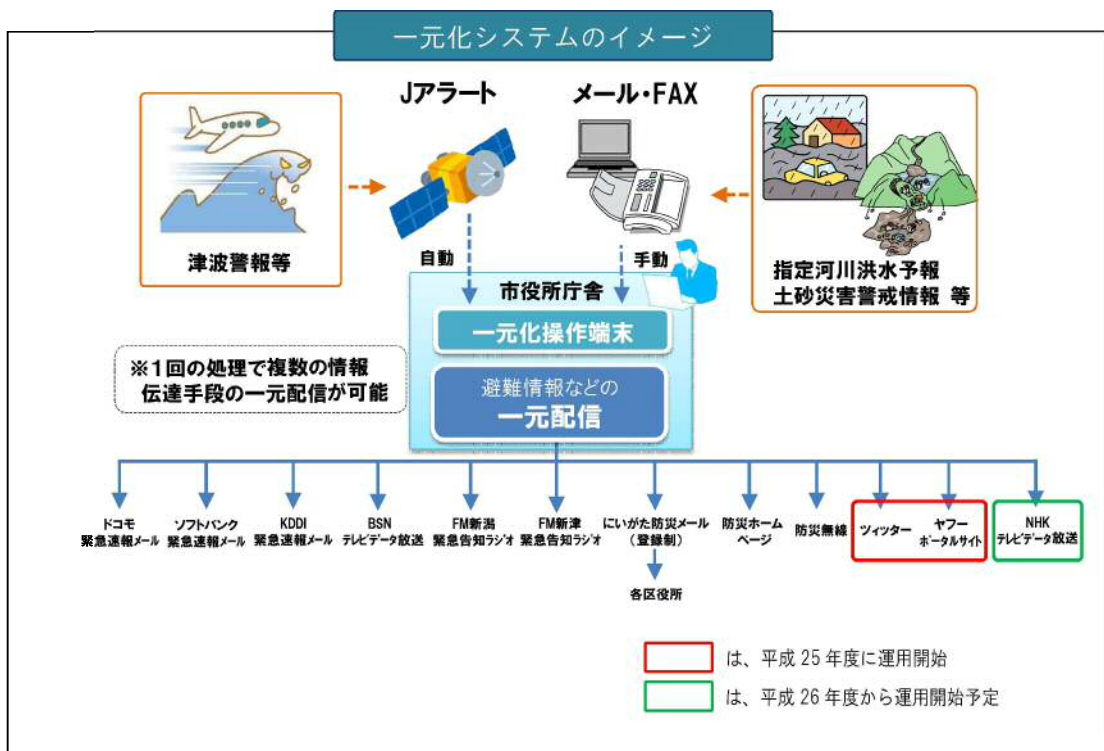 一元化システムのイメージ
Jアラート
メール・FAX
津波警報等
自動
手動
指定河川洪水予報
土砂災害警戒情報 等
市役所庁舎
一元化操作端末
※1回の処理で複数の情報
伝達手段の一元配信が可能
避難情報などの
一元配信
ドコモ
緊急速報メール
ソフトバンク
緊急速報メール
KDDI
緊急速報メール
BSN
テレビデータ放送
FM新潟
緊急告知ラジオ
FM新津
緊急告知ラジオ
にいがた防災メール
(登録制)
各区役所
防災ホーム
ページ
防災無線
ツィッター
ヤフー
ポータルサイト
NHK
テレビデータ放送
は、平成 25 年度に運用開始
は、平成 26 年度から運用開始予定